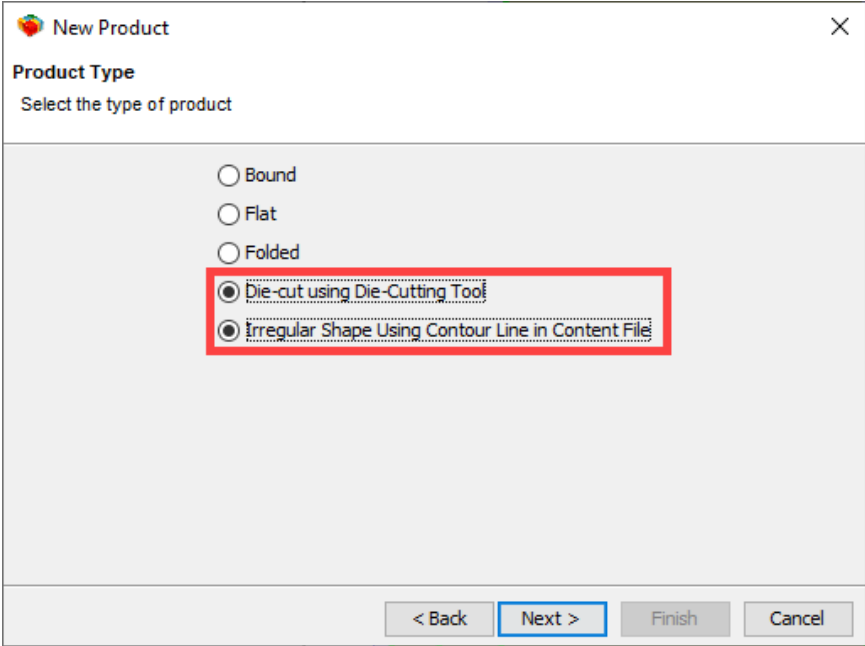 New Product
Product Type
Select the type of product
Bound
Flat
Folded
Die-cut using Die-Cutting Tool
Irregular Shape Using Contour Line in Content File
< Back Next > Finish Cancel